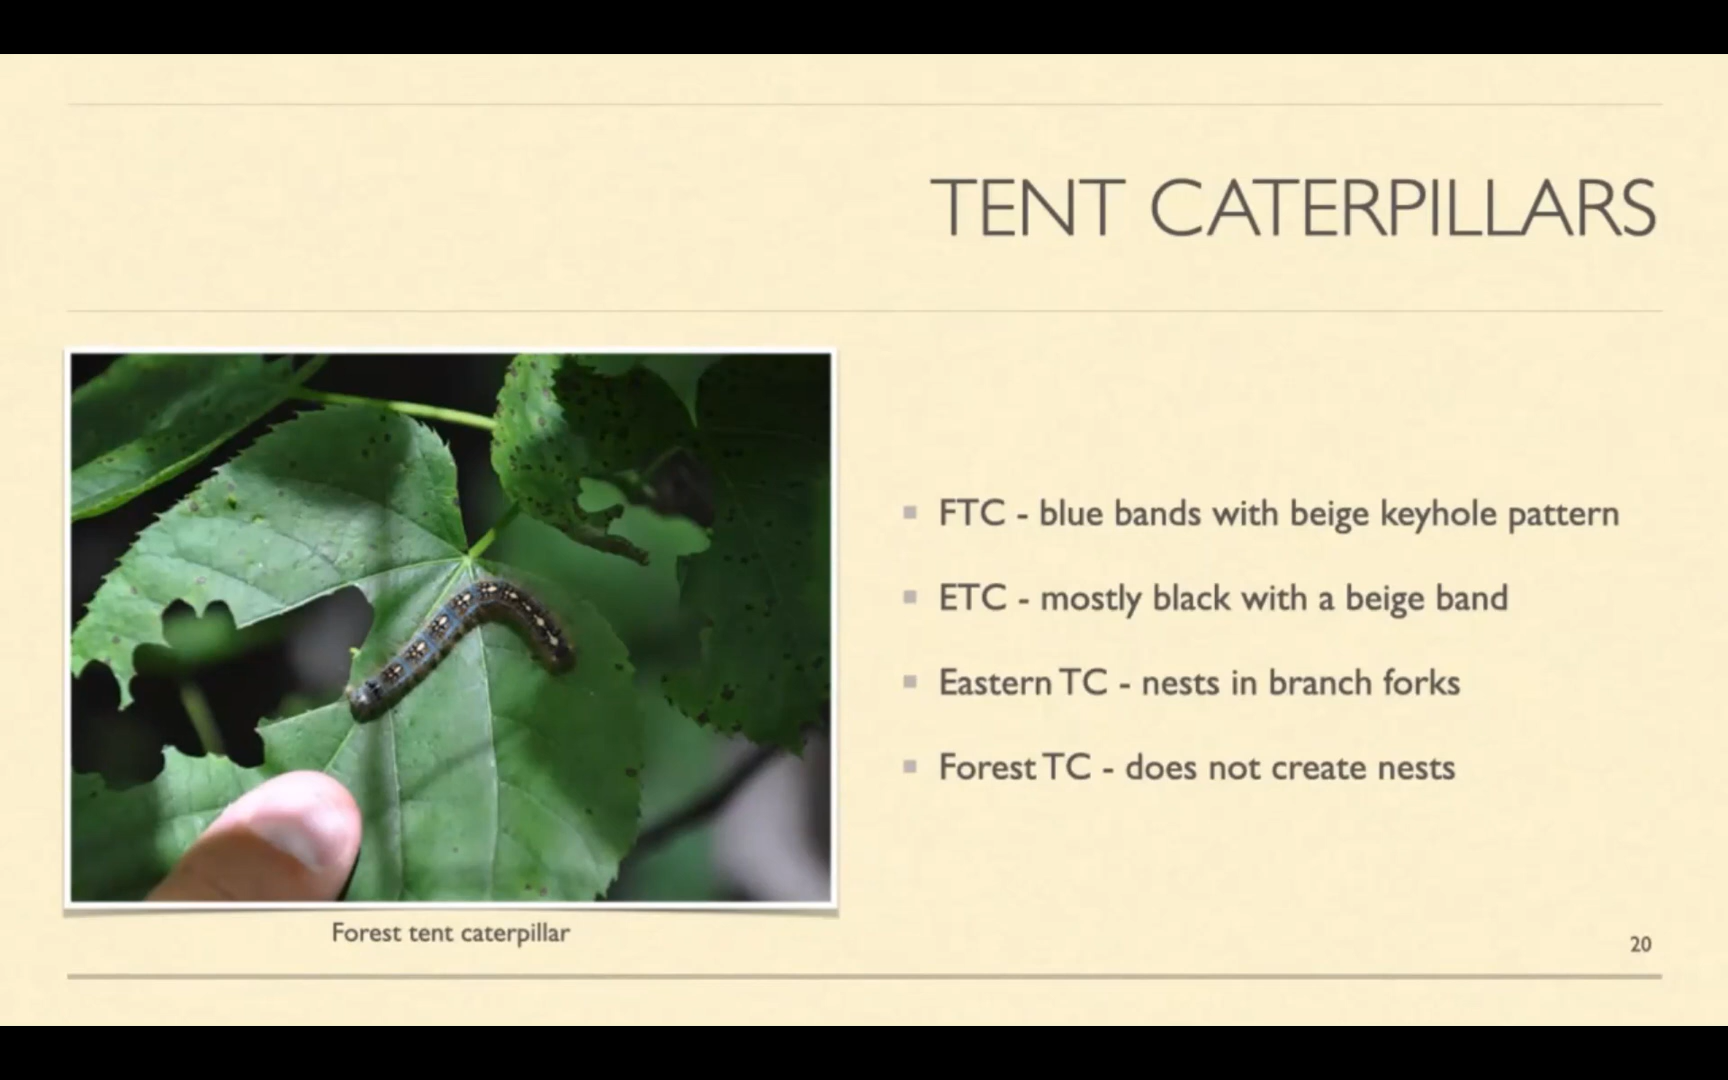 TENT CATERPILLARS
FTC - blue bands with beige keyhole pattern
ETC - mostly black with a beige band
Eastern TC - nests in branch forks
Forest TC - does not create nests
Forest tent caterpillar
20